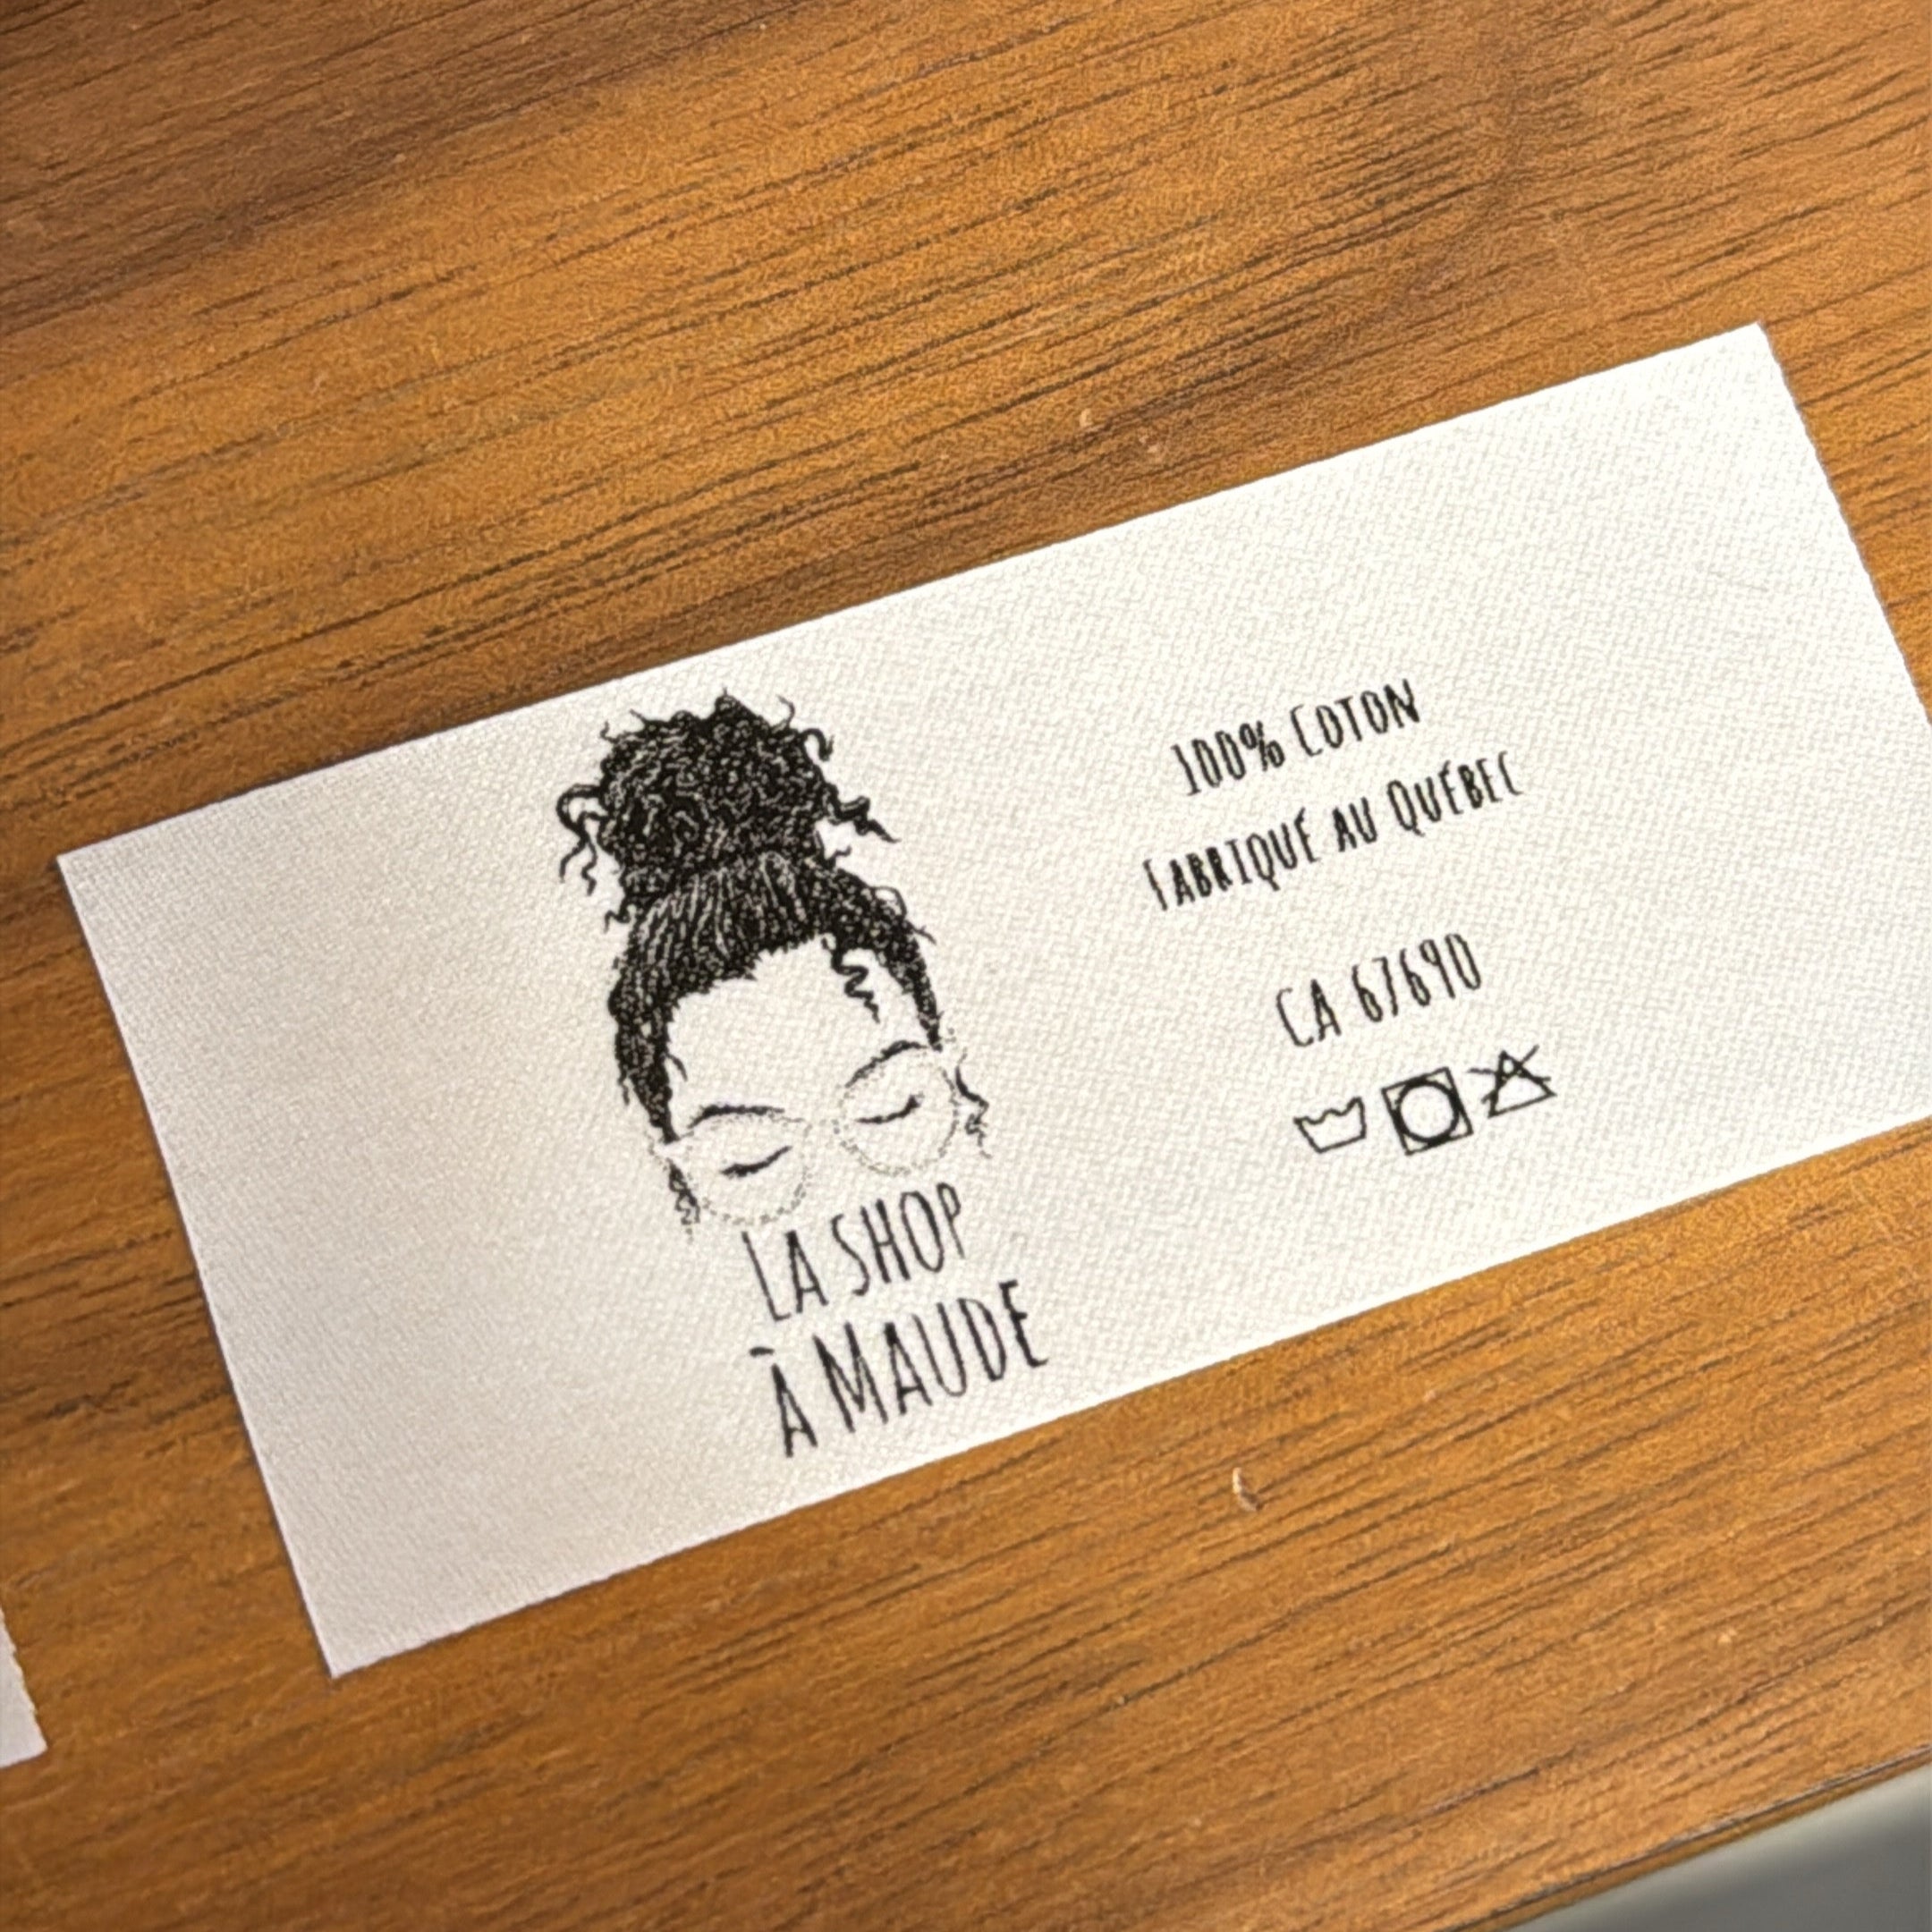 LA SHOP
À MAUDE
100% COTON
FABRIQUÉ AU QUÉBEC
CA 67690